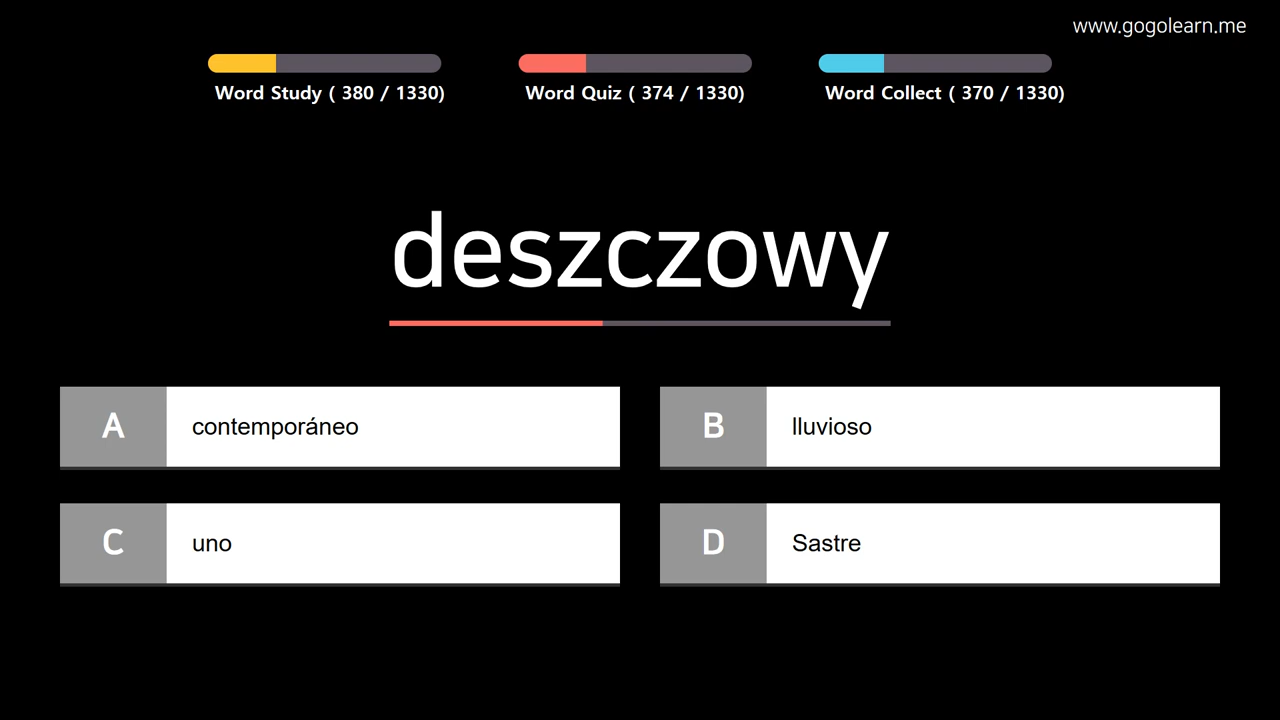 www.gogolearn.me
Word Study ( 380 / 1330)
Word Quiz ( 374 / 1330)
Word Collect ( 370 / 1330)
deszczowy
A contemporáneo
B lluvioso
C uno
D Sastre